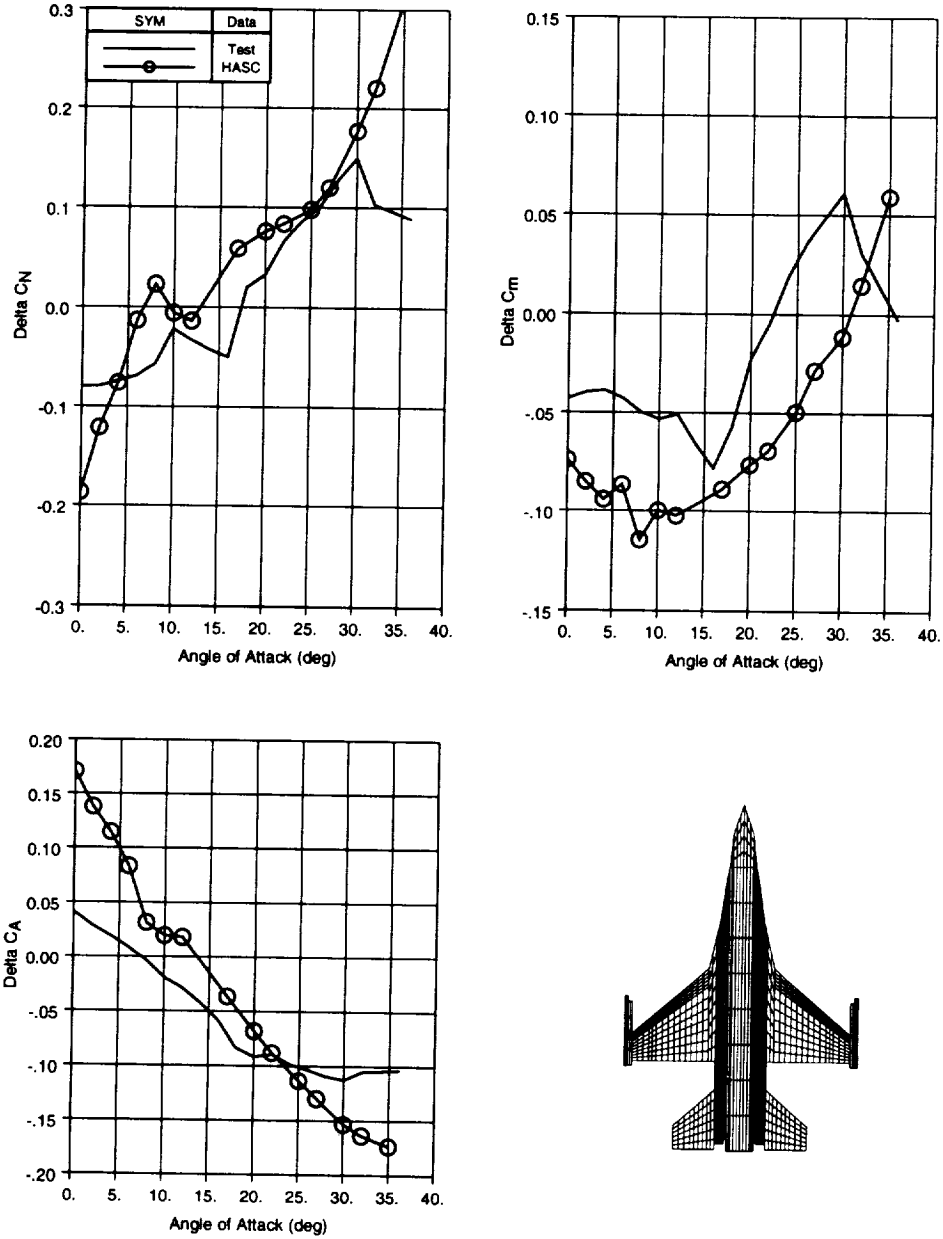 SYM Data
Test
HASC
0.3
0.2
0.1
0.0
-0.1
-0.2
-0.3
Delta CN
0. 5. 10. 15. 20. 25. 30. 35. 40.
Angle of Attack (deg)
0.15
0.10
0.05
0.00
-.05
-.10
-.15
Delta Cm
0. 5. 10. 15. 20. 25. 30. 35. 40.
Angle of Attack (deg)
0.20
0.15
0.10
0.05
0.00
-.05
-.10
-.15
-.20
Delta CA
0. 5. 10. 15. 20. 25. 30. 35. 40.
Angle of Attack (deg)